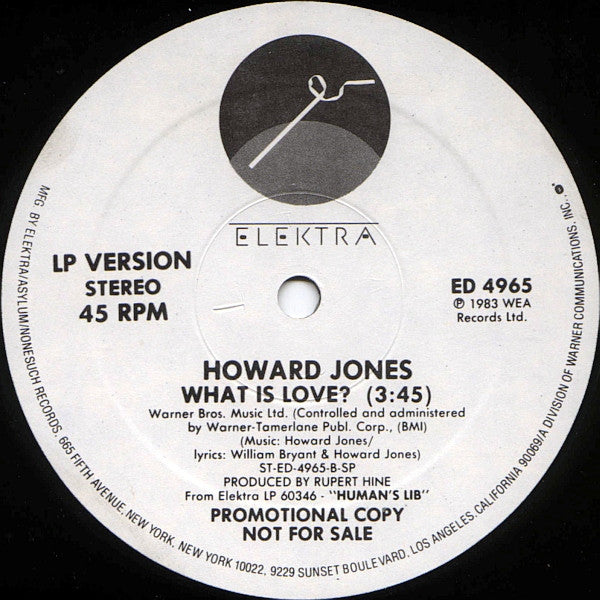 ELEKTRA
LP VERSION
STEREO
45 RPM
ED 4965
℗ 1983 WEA
Records Ltd.
HOWARD JONES
WHAT IS LOVE? (3:45)
Warner Bros. Music Ltd. (Controlled and administered
by Warner-Tamerlane Publ. Corp., (BMI)
(Music: Howard Jones/
lyrics: William Bryant & Howard Jones)
ST-ED-4965-B-SP
PRODUCED BY RUPERT HINE
From Elektra LP 60346 - "HUMAN'S LIB"
PROMOTIONAL COPY
NOT FOR SALE
MFG. BY ELEKTRA/ASYLUM/NONESUCH RECORDS. 665 FIFTH AVENUE, NEW YORK, NEW YORK 10022, 9229 SUNSET BOULEVARD, LOS ANGELES, CALIFORNIA 90069/A DIVISION OF WARNER COMMUNICATIONS, INC.